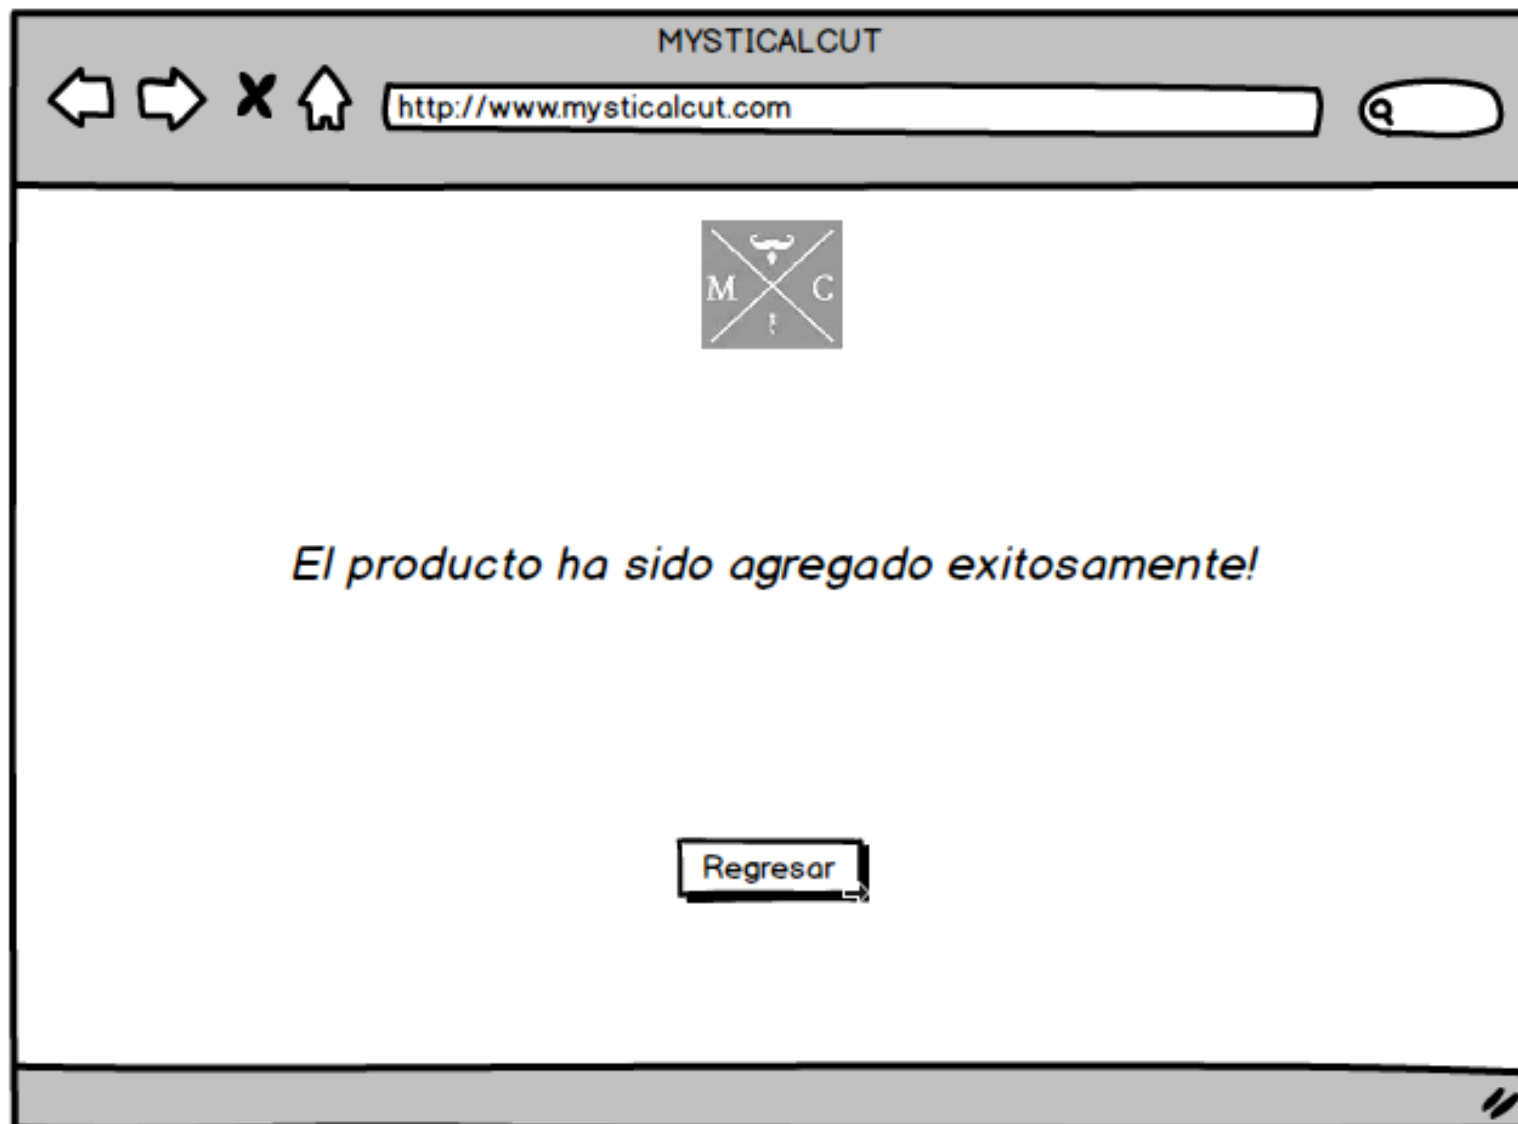 MYSTICALCUT
http://www.mysticalcut.com
M C
El producto ha sido agregado exitosamente!
Regresar